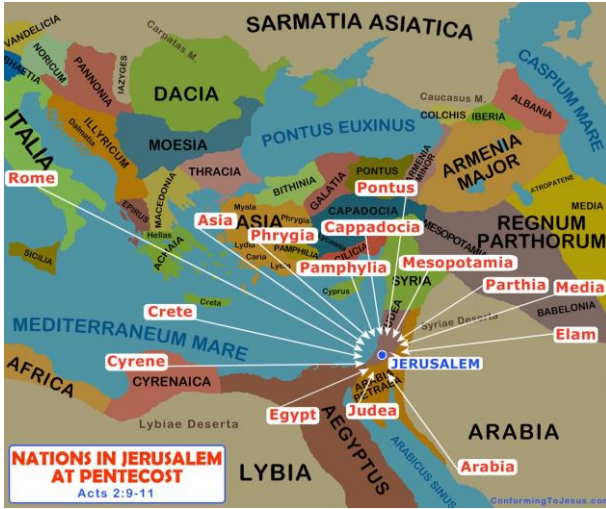 SARMATIA ASIATICA
VANDELICIA
RHAETIA
NORICUM
PANNONIA
IAZYGES
Carpatas M.
DACIA
CASPIUM MARE
Caucasus M.
COLCHIS
IBERIA
ALBANIA
ITALIA
ILLYRICUM
Dalmatia
MOESIA
PONTUS EUXINUS
ARMENIA MINOR
ARMENIA MAJOR
ATROPATENE
MEDIA
THRACIA
MACEDONIA
EPIRUS
Rome
BITHINIA
GALATIA
PONTUS
Pontus
Myala
Asia
ASIA
Phrygia
Phrygia
Cappadocia
CAPADOCIA
MESOPOTAMIA
REGNUM PARTHORUM
Hellas
ACHAIA
Lydia
Caria
Lycia
PAMPHILIA
CILICIA
Pamphylia
Mesopotamia
SYRIA
SICILIA
Cyprus
Parthia
Media
BABELONIA
Crete
Creta
Syriae Deserta
MEDITERRANEUM MARE
Elam
Cyrene
JERUSALEM
AFRICA
CYRENAICA
ARABIA PETRAEA
Egypt
Judea
Lybiae Deserta
AEGYPTUS
ARABIA
Arabia
LYBIA
ARABICUS SINUS
NATIONS IN JERUSALEM
AT PENTECOST
Acts 2:9-11
ConformingToJesus.com